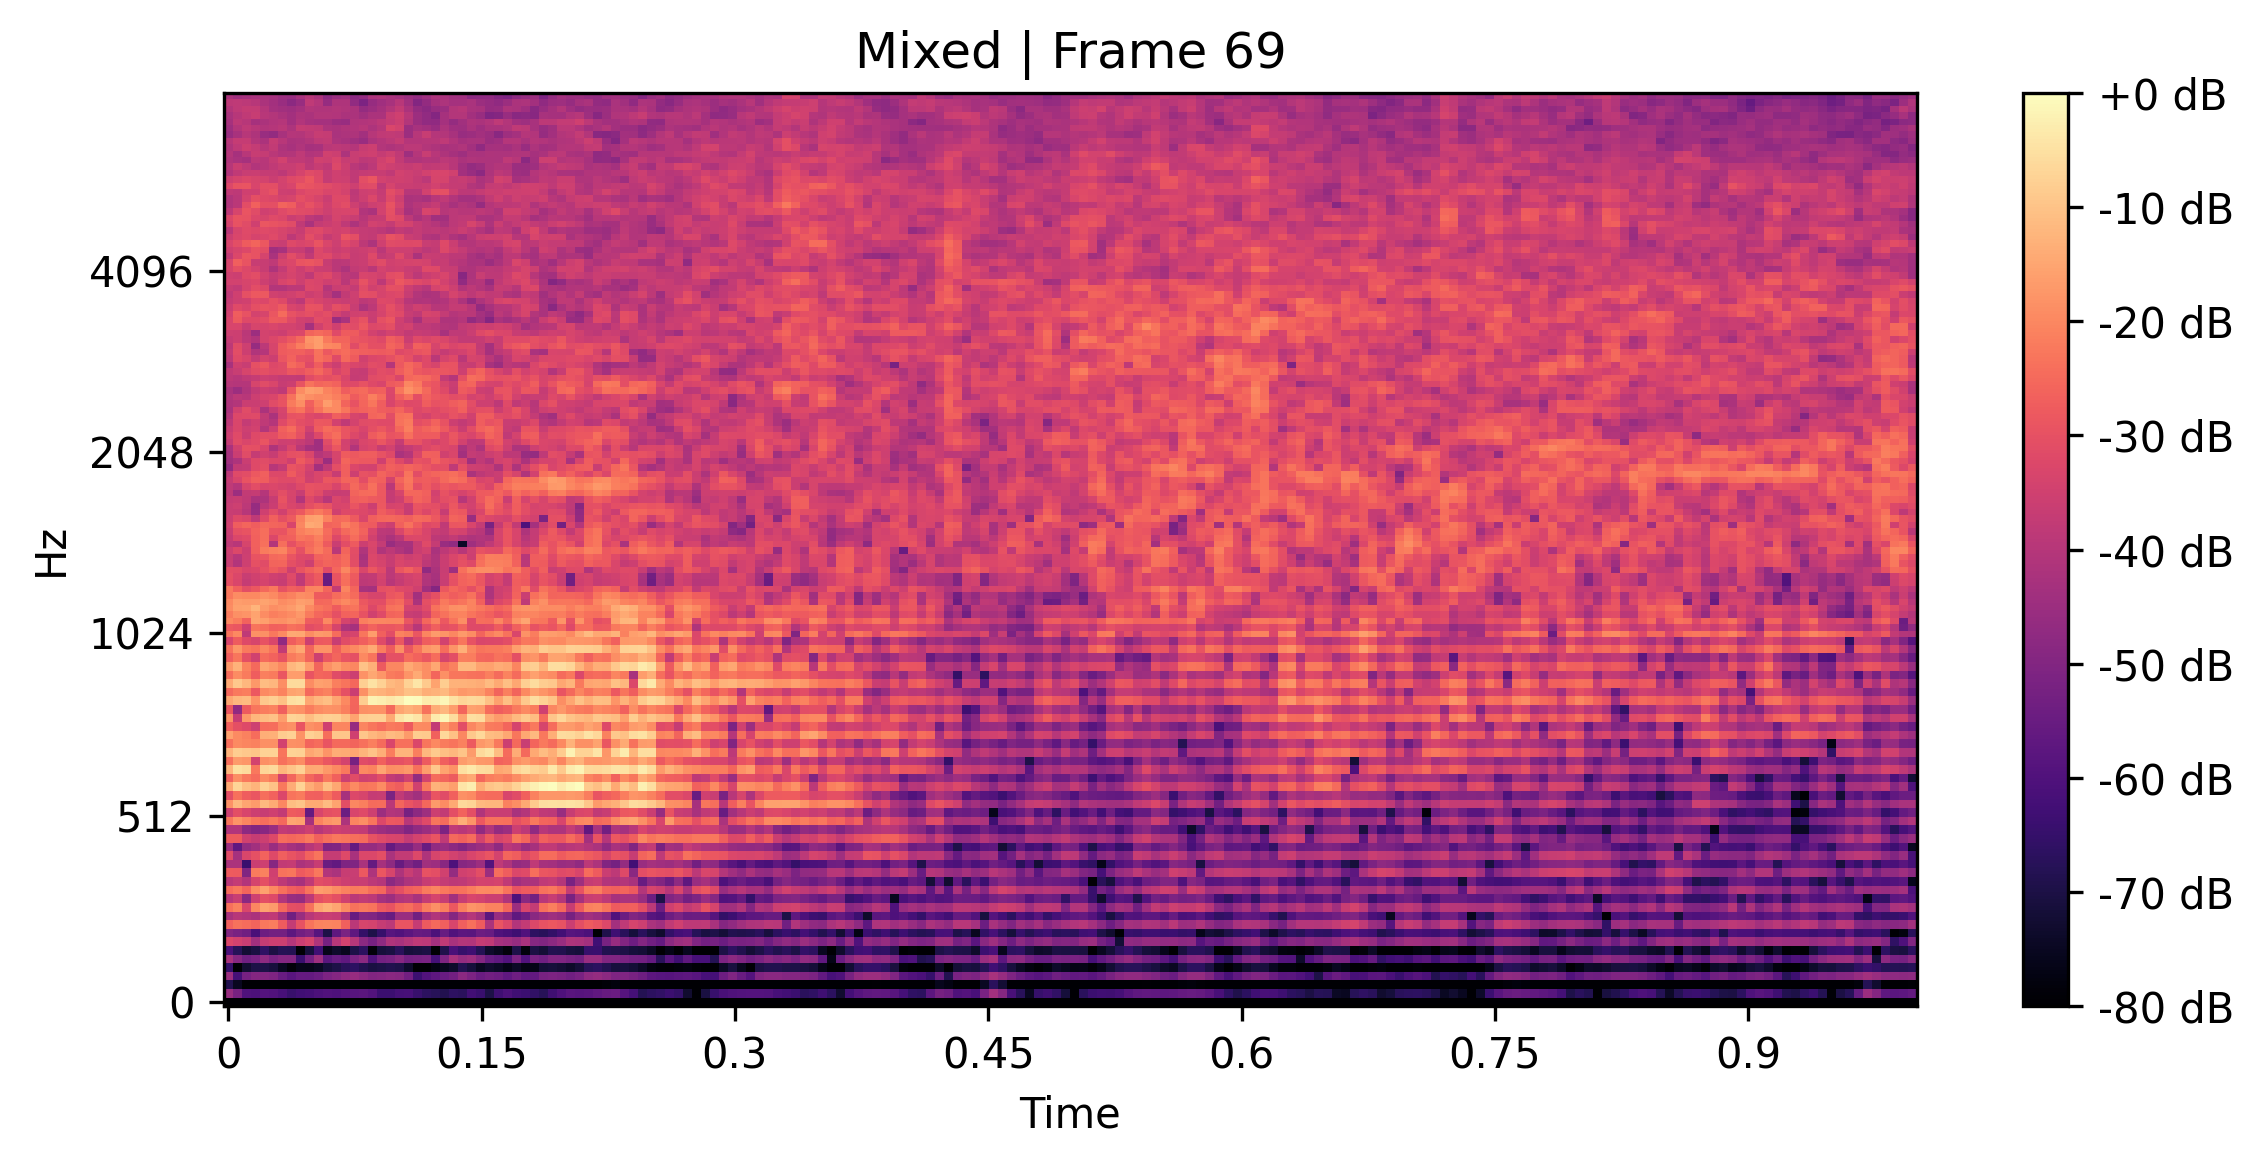 Mixed | Frame 69
+0 dB
-10 dB
-20 dB
-30 dB
-40 dB
-50 dB
-60 dB
-70 dB
-80 dB
Hz
4096
2048
1024
512
0
0 0.15 0.3 0.45 0.6 0.75 0.9
Time